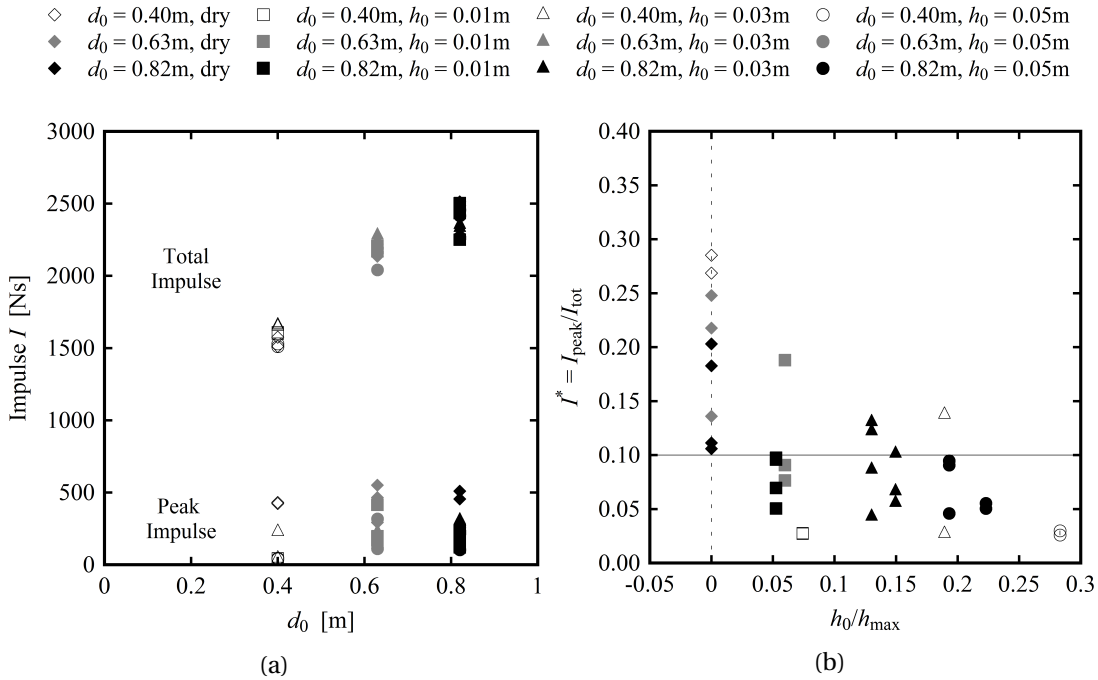 d0 = 0.40m, dry d0 = 0.40m, h0 = 0.01m d0 = 0.40m, h0 = 0.03m d0 = 0.40m, h0 = 0.05m
d0 = 0.63m, dry d0 = 0.63m, h0 = 0.01m d0 = 0.63m, h0 = 0.03m d0 = 0.63m, h0 = 0.05m
d0 = 0.82m, dry d0 = 0.82m, h0 = 0.01m d0 = 0.82m, h0 = 0.03m d0 = 0.82m, h0 = 0.05m
Impulse I [Ns]
3000
2500
2000
1500
1000
500
0
Total
Impulse
Peak
Impulse
0 0.2 0.4 0.6 0.8 1
d0 [m]
(a)
I* = Ipeak/Itot
0.40
0.35
0.30
0.25
0.20
0.15
0.10
0.05
0.00
-0.05 0 0.05 0.1 0.15 0.2 0.25 0.3
h0/hmax
(b)